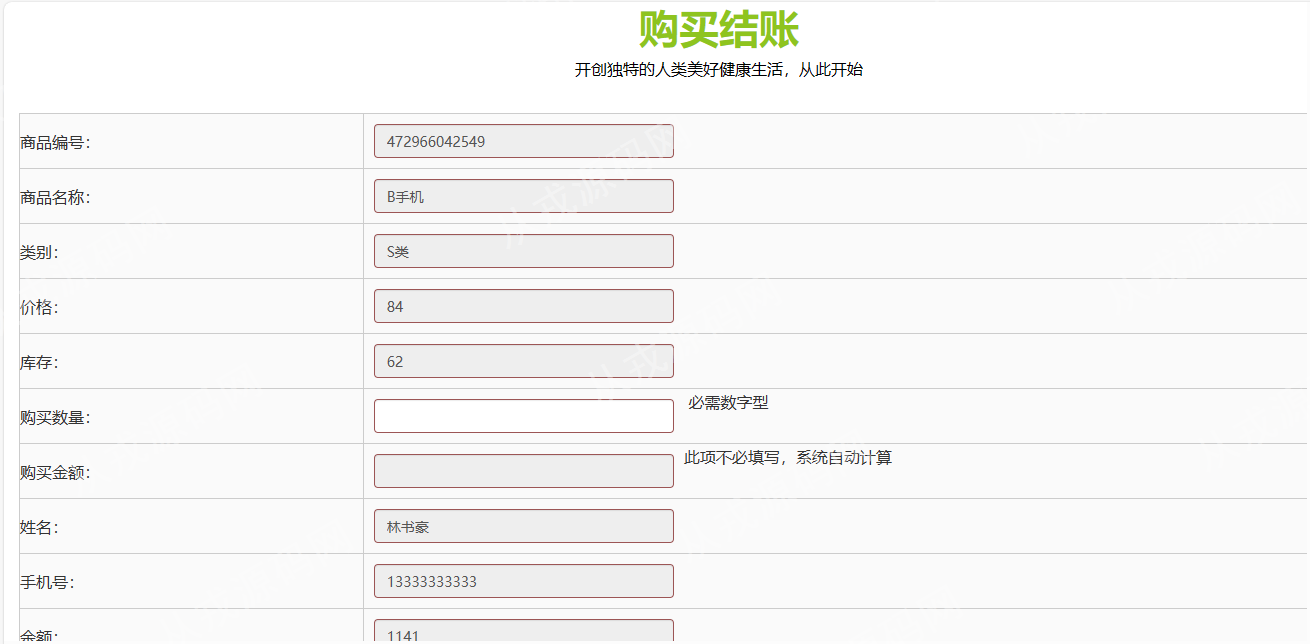 购买结账
开创独特的人类美好健康生活，从此开始
商品编号： 472966042549
商品名称： B手机
类别： S类
价格： 84
库存： 62
购买数量： 必需数字型
购买金额： 此项不必填写，系统自动计算
姓名： 林书豪
手机号： 13333333333
金额： 1141